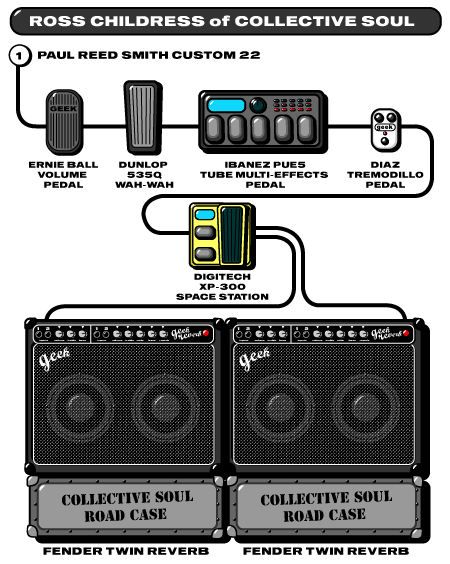 ROSS CHILDRESS of COLLECTIVE SOUL
1 PAUL REED SMITH CUSTOM 22
GEEK
geek
ERNIE BALL
VOLUME
PEDAL
DUNLOP
535Q
WAH-WAH
IBANEZ PUE5
TUBE MULTI-EFFECTS
PEDAL
DIAZ
TREMODILLO
PEDAL
DIGITECH
XP-300
SPACE STATION
geek reverb
geek
geek reverb
geek
COLLECTIVE SOUL
ROAD CASE
COLLECTIVE SOUL
ROAD CASE
FENDER TWIN REVERB
FENDER TWIN REVERB